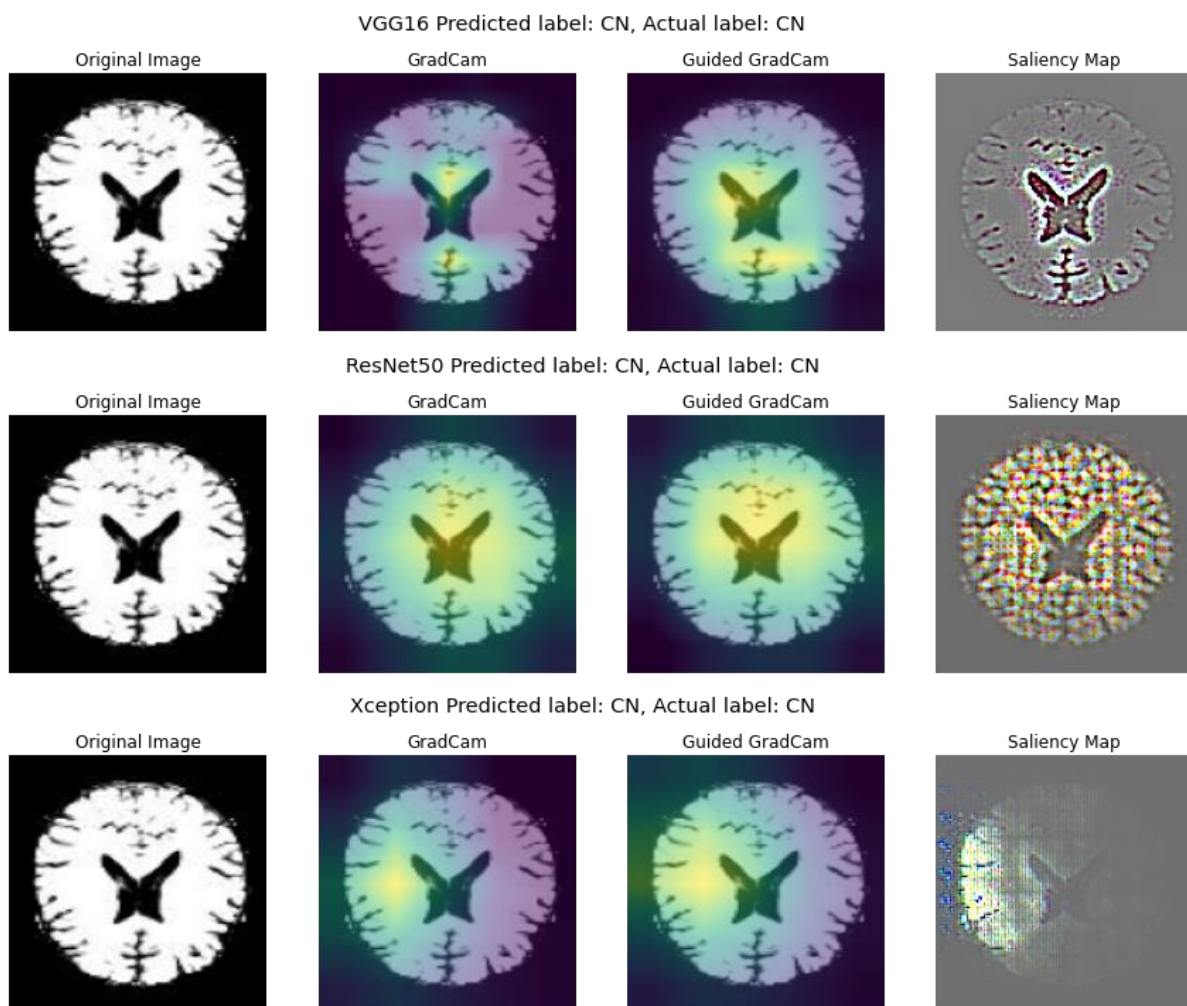 VGG16 Predicted label: CN, Actual label: CN
Original Image GradCam Guided GradCam Saliency Map
ResNet50 Predicted label: CN, Actual label: CN
Original Image GradCam Guided GradCam Saliency Map
Xception Predicted label: CN, Actual label: CN
Original Image GradCam Guided GradCam Saliency Map